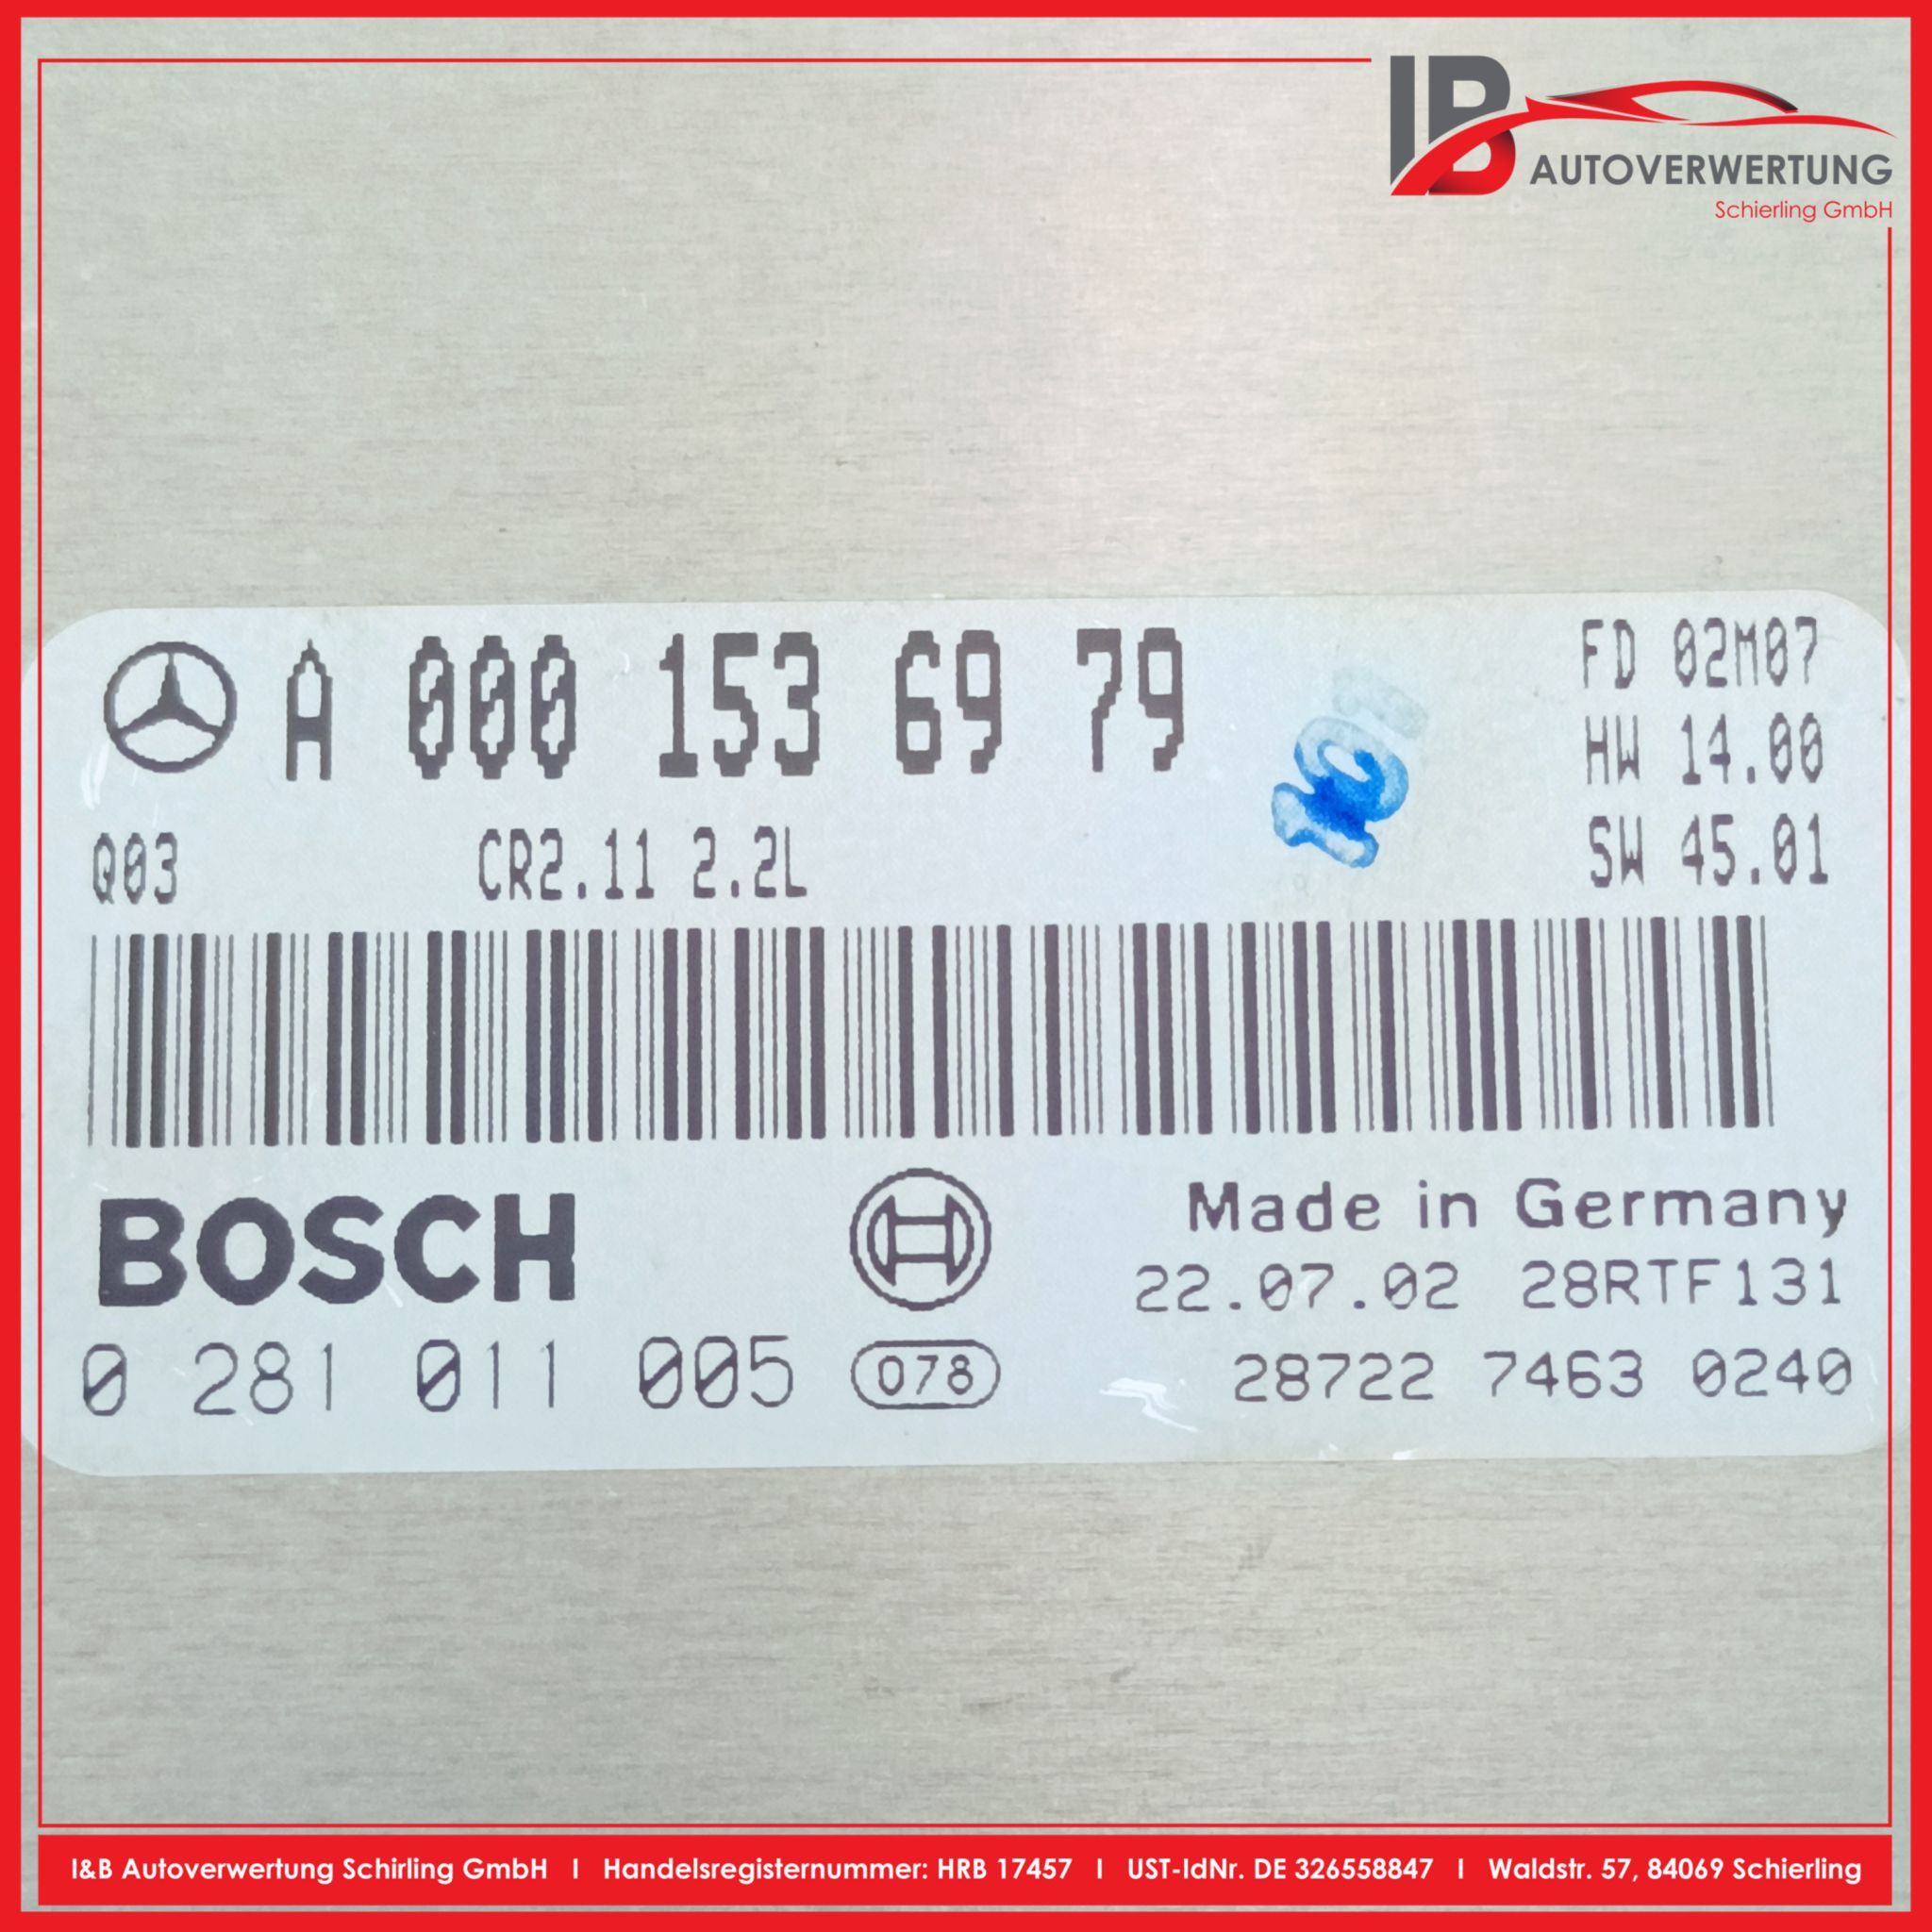 IB AUTOVERWERTUNG
Schierling GmbH
A 000 153 69 79
FD 02M07
HW 14.00
Q03 CR2.11 2.2L
SW 45.01
BOSCH
Made in Germany
22.07.02 28RTF131
0 281 011 005 078
28722 7463 0240
I&B Autoverwertung Schirling GmbH I Handelsregisternummer: HRB 17457 I UST-IdNr. DE 326558847 I Waldstr. 57, 84069 Schierling